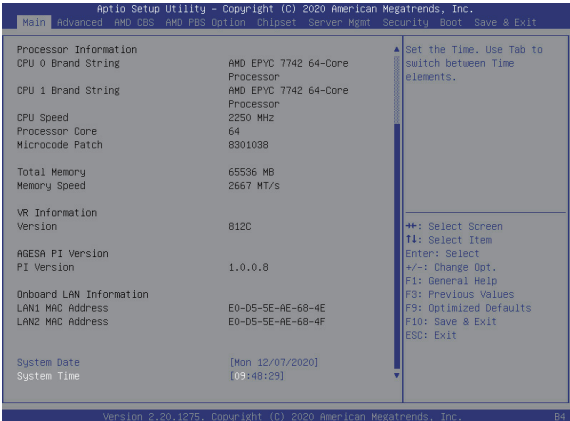 Aptio Setup Utility – Copyright (C) 2020 American Megatrends, Inc.
Main Advanced AMD CBS AMD PBS Option Chipset Server Mgmt Security Boot Save & Exit
Processor Information
CPU 0 Brand String AMD EPYC 7742 64-Core
Processor
CPU 1 Brand String AMD EPYC 7742 64-Core
Processor
CPU Speed 2250 MHz
Processor Core 64
Microcode Patch 8301038
Total Memory 65536 MB
Memory Speed 2667 MT/s
VR Information
Version 812C
AGESA PI Version
PI Version 1.0.0.8
Onboard LAN Information
LAN1 MAC Address E0-D5-5E-AE-68-4E
LAN2 MAC Address E0-D5-5E-AE-68-4F
System Date [Mon 12/07/2020]
System Time [09:48:29]
Set the Time. Use Tab to
switch between Time
elements.
→←: Select Screen
↑↓: Select Item
Enter: Select
+/-: Change Opt.
F1: General Help
F3: Previous Values
F9: Optimized Defaults
F10: Save & Exit
ESC: Exit
Version 2.20.1275. Copyright (C) 2020 American Megatrends, Inc.
B4